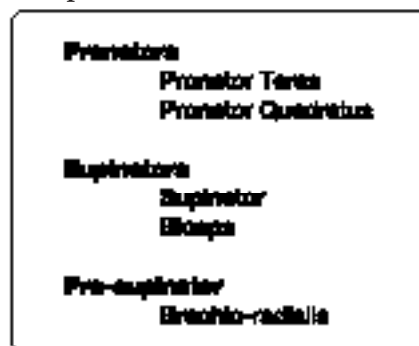 Pronators
Pronator Teres
Pronator Quadratus
Supinators
Supinator
Biceps
Pro-supinator
Brachio-radialis